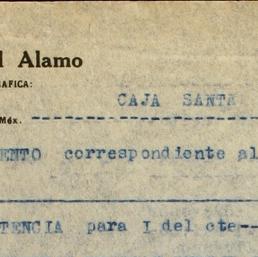 l Alamo
RAFICA:
CAJA SANTA
Méx.
ENTO correspondiente al
TENCIA para I del cte--